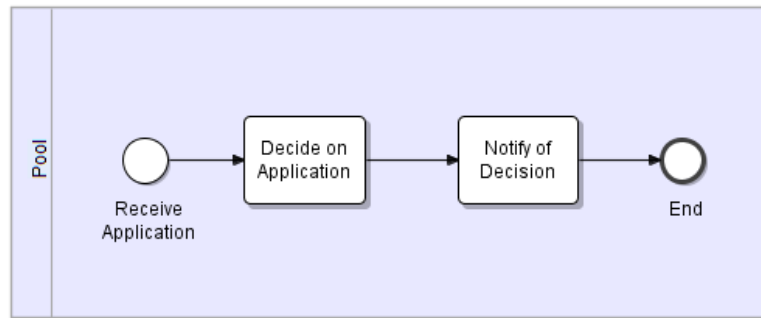 Pool
Decide on
Application
Notify of
Decision
Receive
Application
End